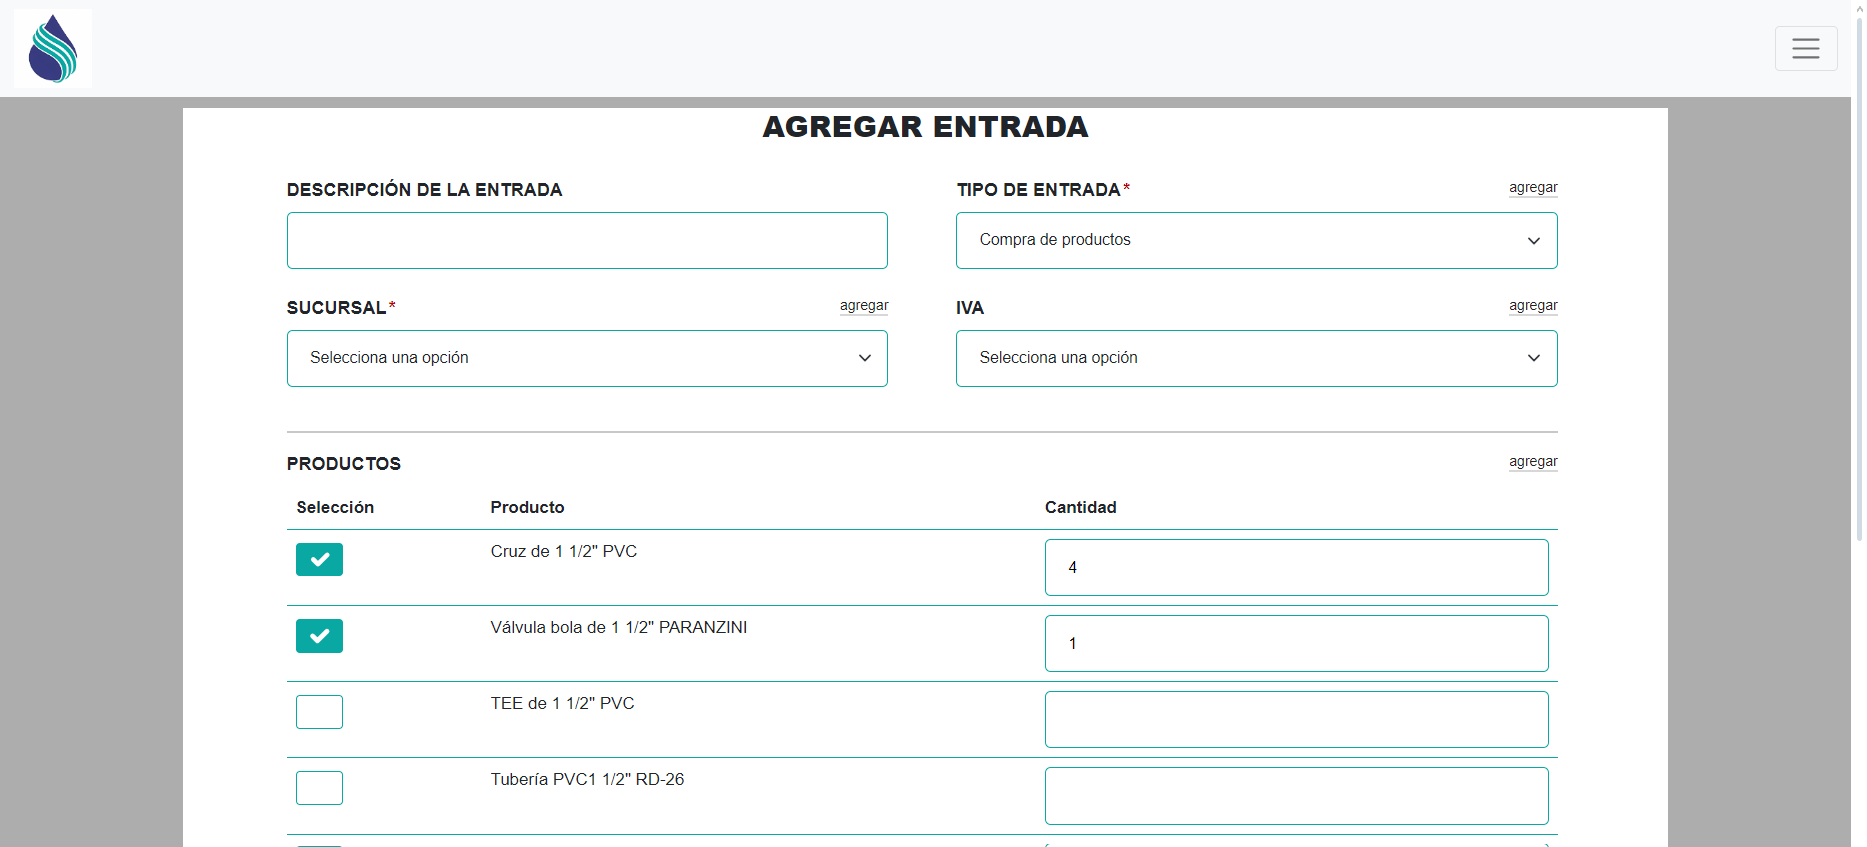 AGREGAR ENTRADA
DESCRIPCIÓN DE LA ENTRADA
TIPO DE ENTRADA* agregar
Compra de productos
SUCURSAL* agregar
IVA agregar
Selecciona una opción
Selecciona una opción
PRODUCTOS agregar
Selección Producto Cantidad
Cruz de 1 1/2" PVC 4
Válvula bola de 1 1/2" PARANZINI 1
TEE de 1 1/2" PVC
Tubería PVC1 1/2" RD-26